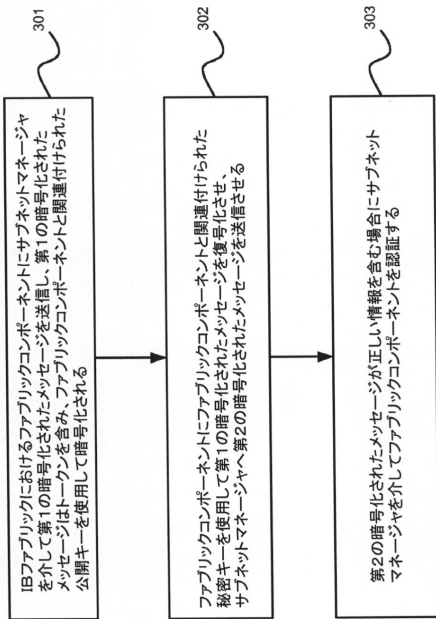 301
IBファブリックにおけるファブリックコンポーネントにサブネットマネージャ
を介して第1の暗号化されたメッセージを送信し、第1の暗号化された
メッセージはトークンを含み、ファブリックコンポーネントと関連付けられた
公開キーを使用して暗号化される
302
ファブリックコンポーネントにファブリックコンポーネントと関連付けられた
秘密キーを使用して第1の暗号化されたメッセージを復号化させ、
サブネットマネージャへ第2の暗号化されたメッセージを送信させる
303
第2の暗号化されたメッセージが正しい情報を含む場合にサブネット
マネージャを介してファブリックコンポーネントを認証する